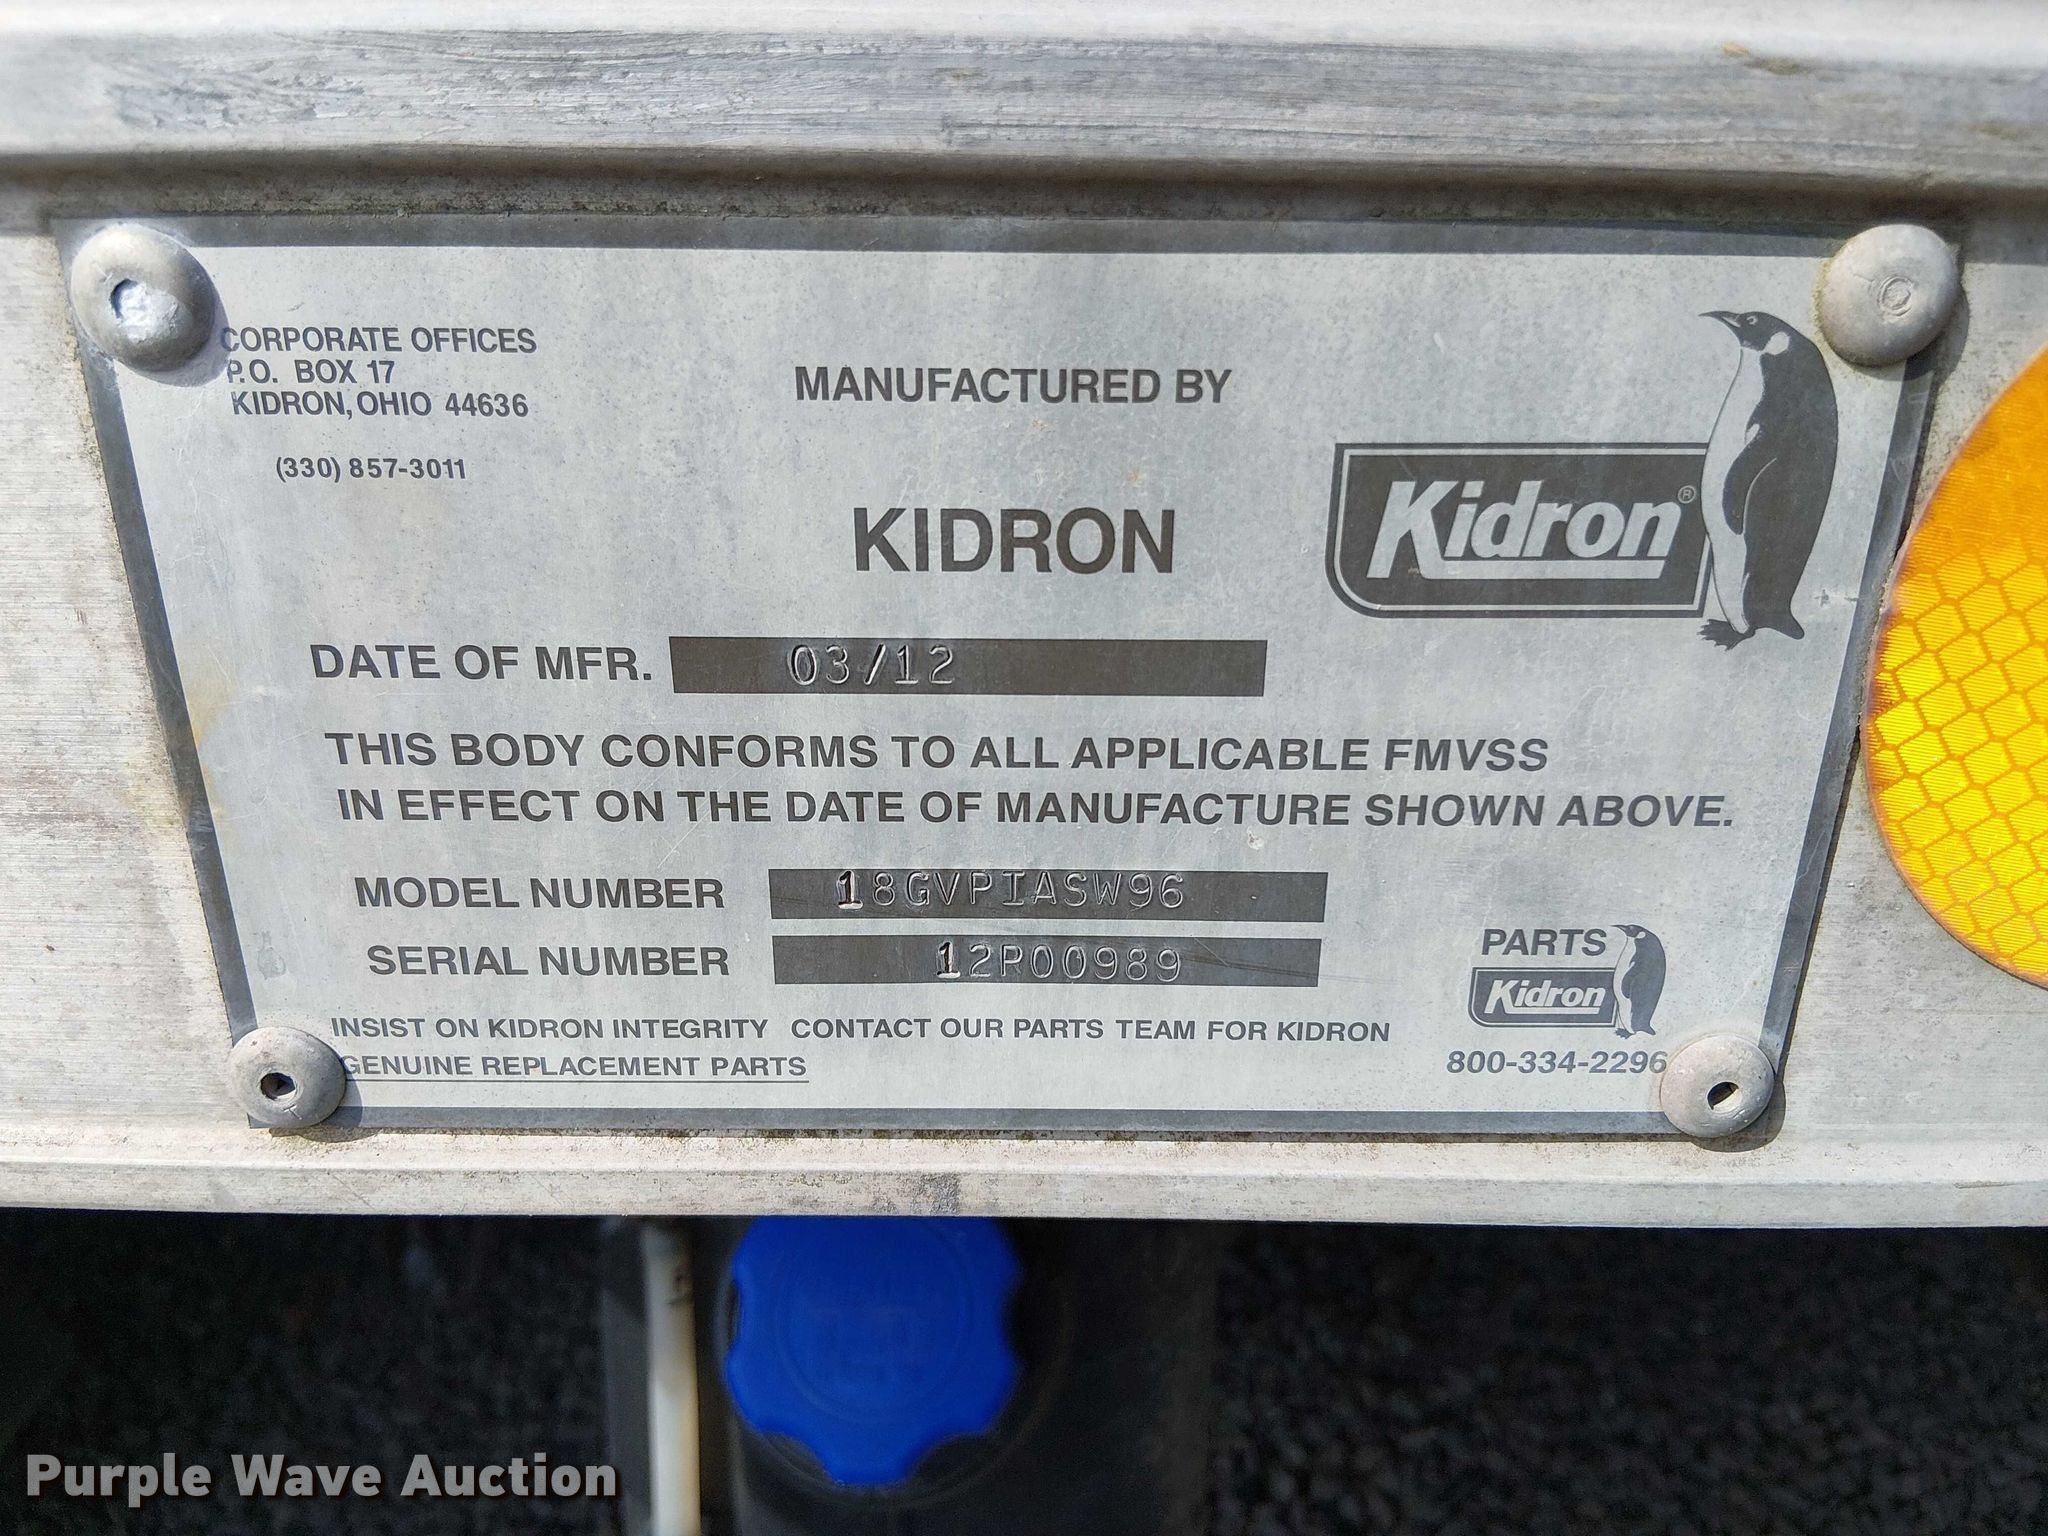 CORPORATE OFFICES
P.O. BOX 17
KIDRON, OHIO 44636
(330) 857-3011
MANUFACTURED BY
KIDRON
Kidron®
DATE OF MFR. 03/12
THIS BODY CONFORMS TO ALL APPLICABLE FMVSS
IN EFFECT ON THE DATE OF MANUFACTURE SHOWN ABOVE.
MODEL NUMBER 18GVPIASW96
SERIAL NUMBER 12P00989
PARTS
Kidron
800-334-2296
INSIST ON KIDRON INTEGRITY CONTACT OUR PARTS TEAM FOR KIDRON
GENUINE REPLACEMENT PARTS
Purple Wave Auction